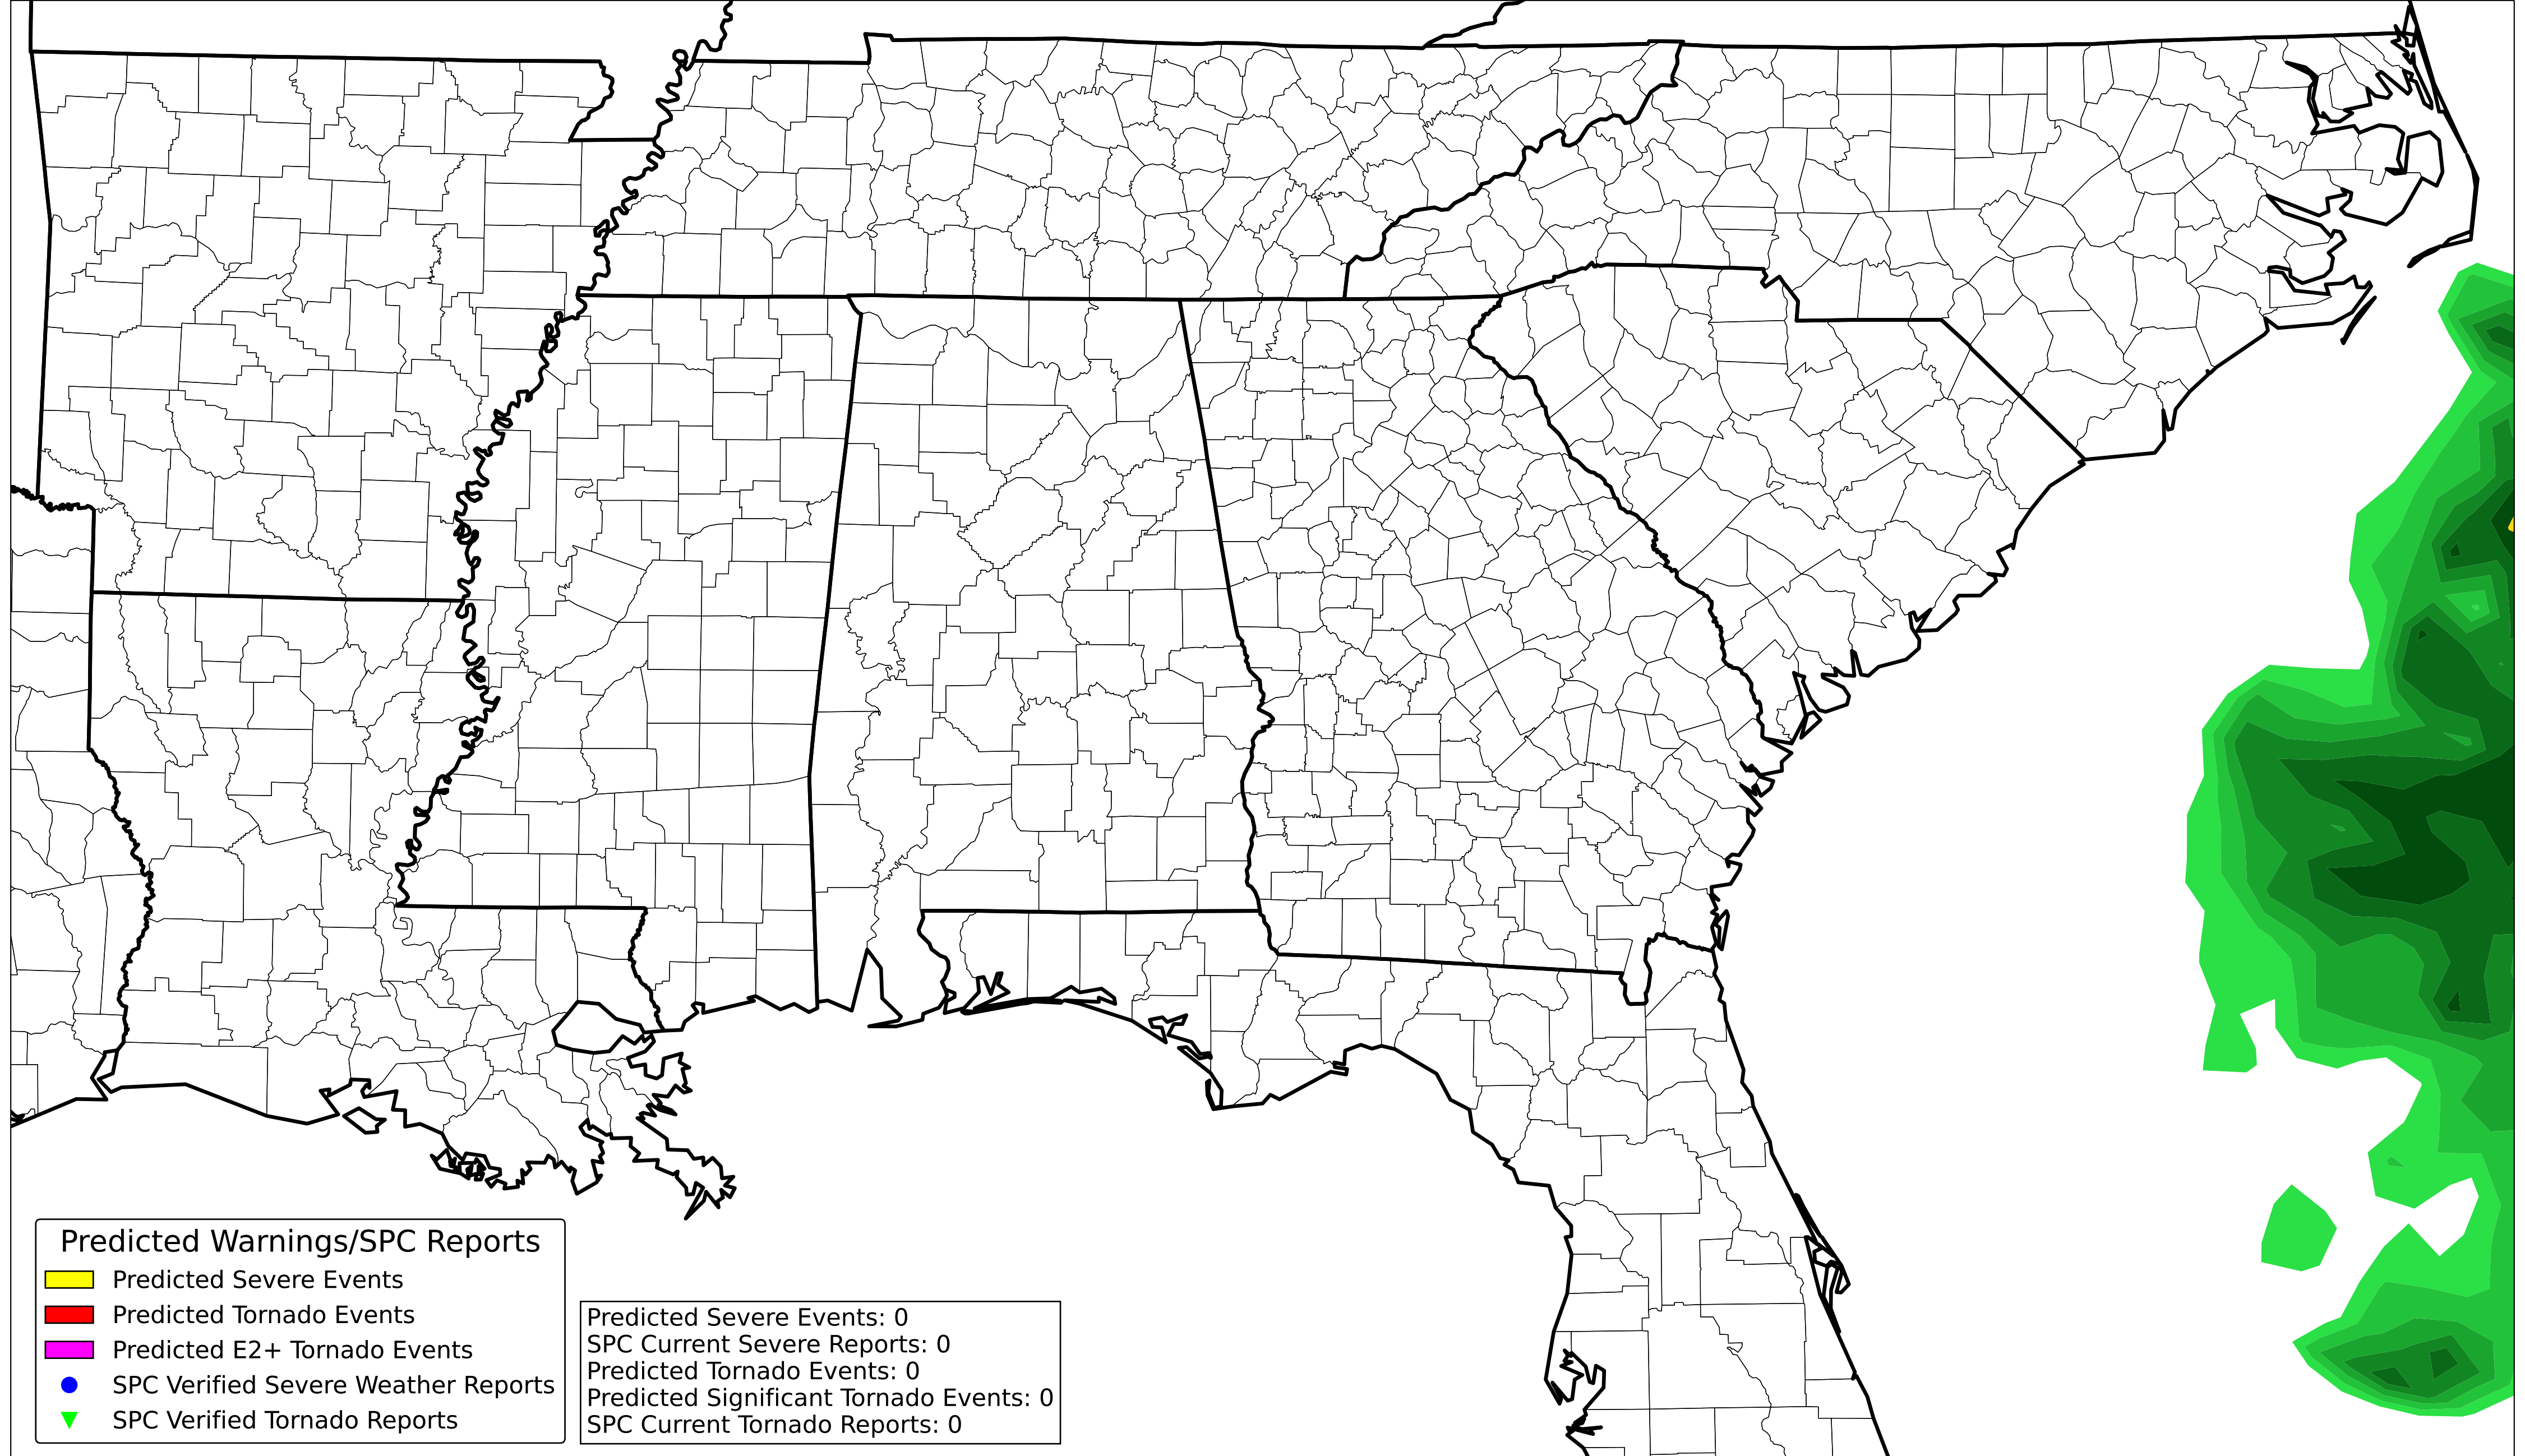 Predicted Warnings/SPC Reports
Predicted Severe Events
Predicted Tornado Events
Predicted E2+ Tornado Events
SPC Verified Severe Weather Reports
SPC Verified Tornado Reports
Predicted Severe Events: 0
SPC Current Severe Reports: 0
Predicted Tornado Events: 0
Predicted Significant Tornado Events: 0
SPC Current Tornado Reports: 0